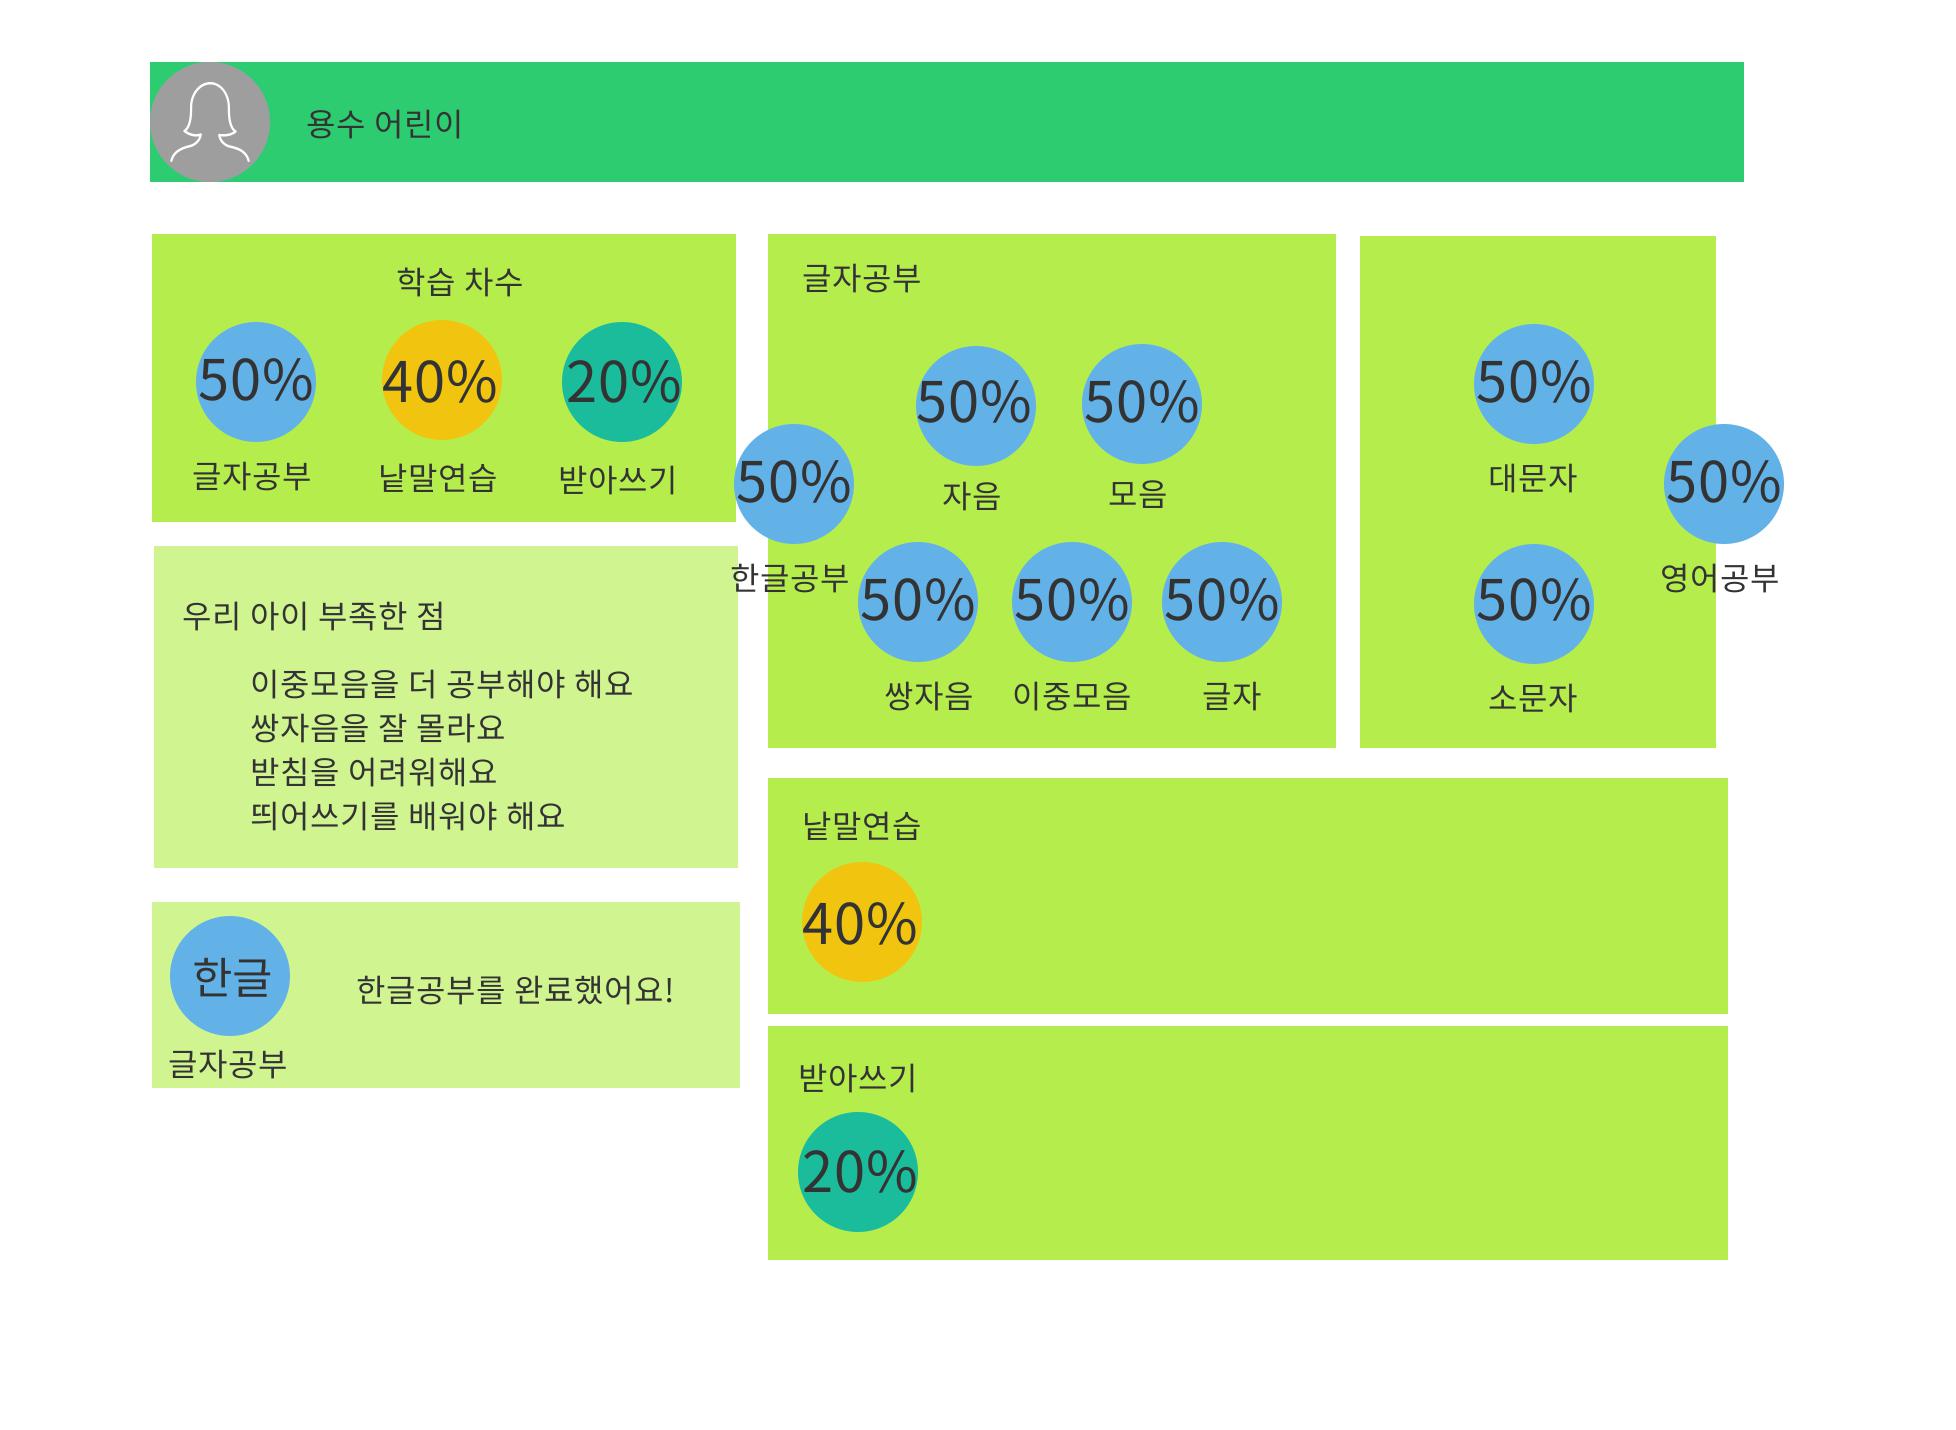 용수 어린이
학습 차수
50%
40%
20%
글자공부
낱말연습
받아쓰기
우리 아이 부족한 점
이중모음을 더 공부해야 해요
쌍자음을 잘 몰라요
받침을 어려워해요
띄어쓰기를 배워야 해요
한글
한글공부를 완료했어요!
글자공부
글자공부
50%
50%
자음
모음
50%
한글공부
50%
50%
50%
쌍자음
이중모음
글자
50%
대문자
50%
영어공부
50%
소문자
낱말연습
40%
받아쓰기
20%